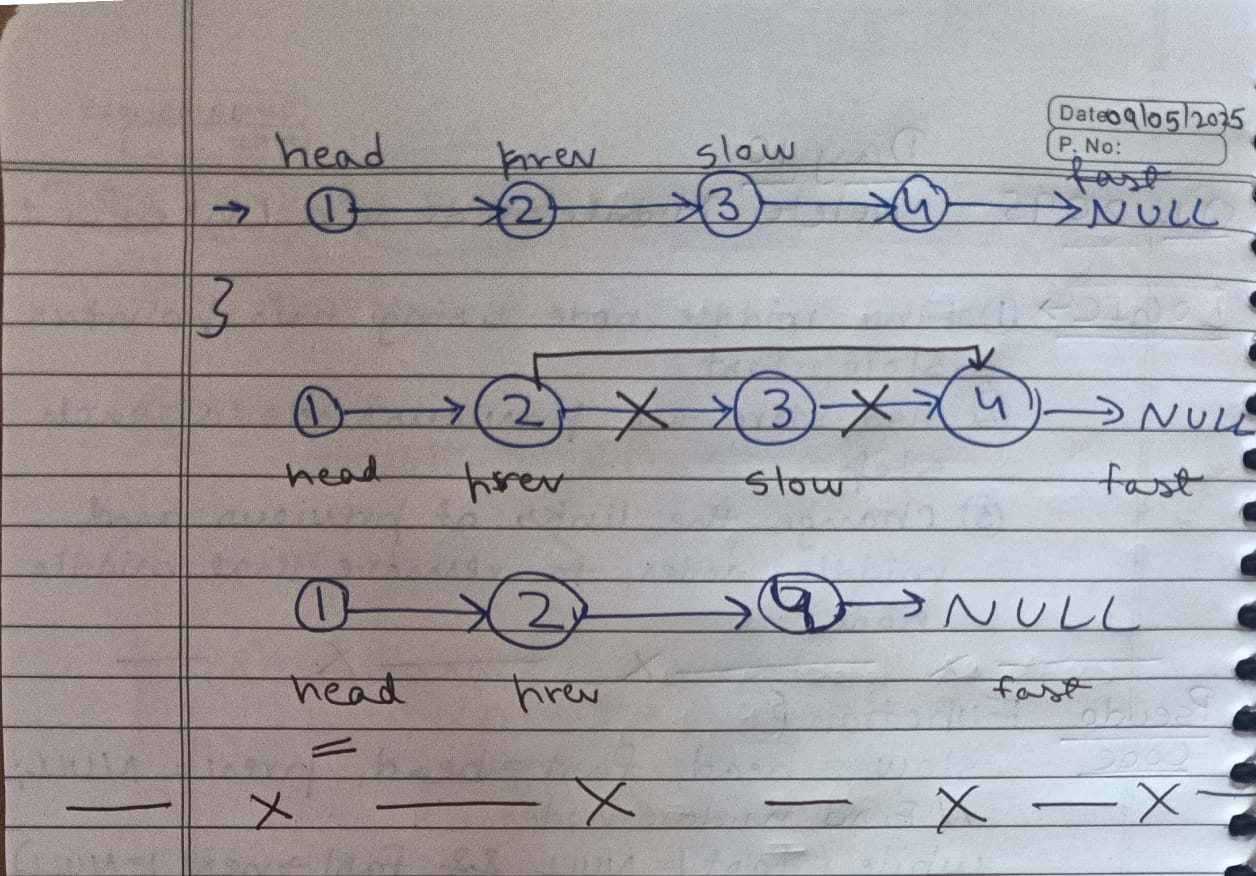 Date 09/05/2025
P. No:
head prev slow fast
→ 1 → 2 → 3 → 4 → NULL
}
1 → 2 → 3 → 4 → NULL
head prev slow fast
1 → 2 → 4 → NULL
head prev fast
=
— X — X — X — X —